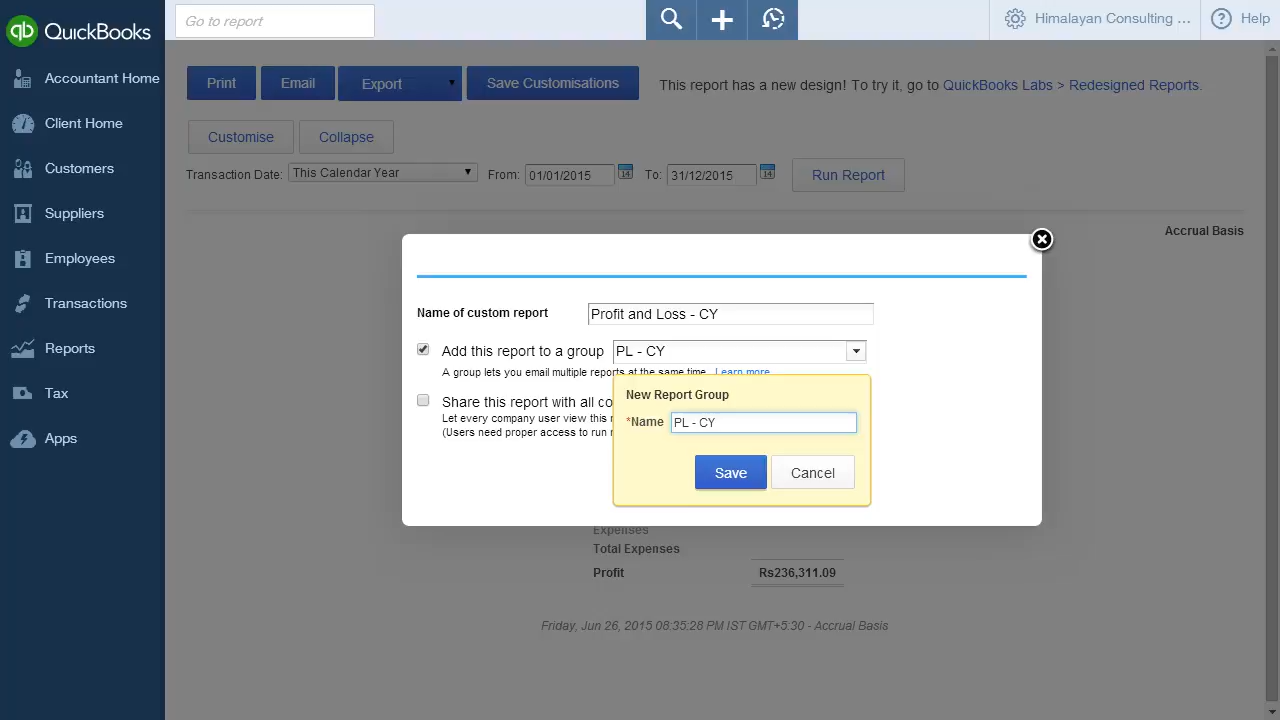 QuickBooks
Go to report
Himalayan Consulting ...
Help
Accountant Home
Client Home
Customers
Suppliers
Employees
Transactions
Reports
Tax
Apps
Print
Email
Export
Save Customisations
This report has a new design! To try it, go to QuickBooks Labs > Redesigned Reports.
Customise
Collapse
Transaction Date:
This Calendar Year
From:
01/01/2015
14
To:
31/12/2015
14
Run Report
Accrual Basis
Name of custom report
Profit and Loss - CY
Add this report to a group
PL - CY
A group lets you email multiple reports at the same time. Learn more
Share this report with all co
Let every company user view this
(Users need proper access to run
New Report Group
*Name
PL - CY
Save
Cancel
Expenses
Total Expenses
Profit
Rs236,311.09
Friday, Jun 26, 2015 08:35:28 PM IST GMT+5:30 - Accrual Basis